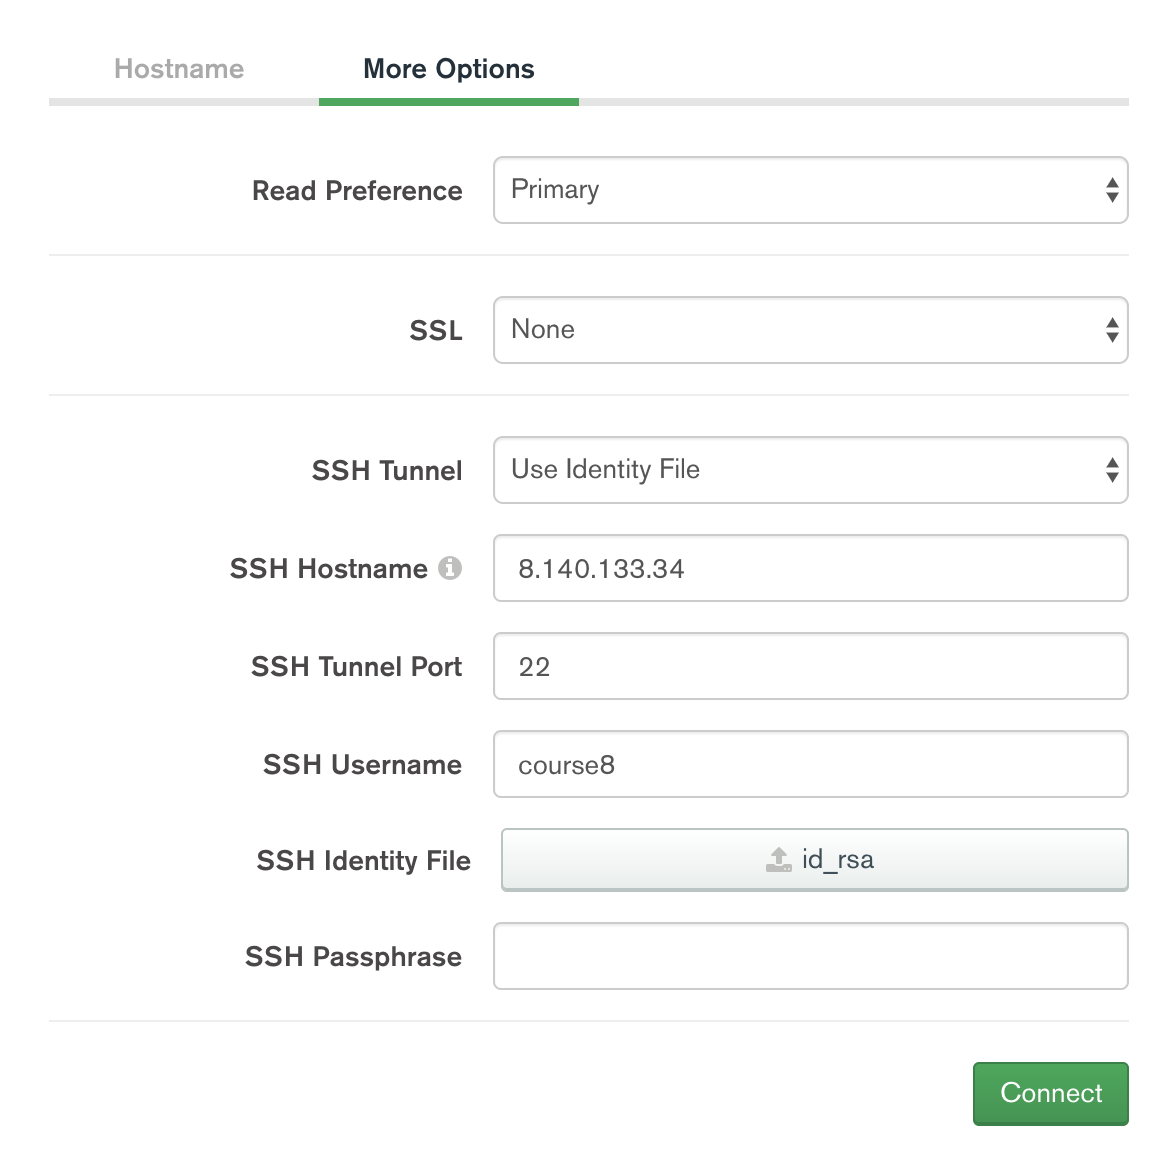 Hostname More Options
Read Preference Primary
SSL None
SSH Tunnel Use Identity File
SSH Hostname 8.140.133.34
SSH Tunnel Port 22
SSH Username course8
SSH Identity File id_rsa
SSH Passphrase
Connect